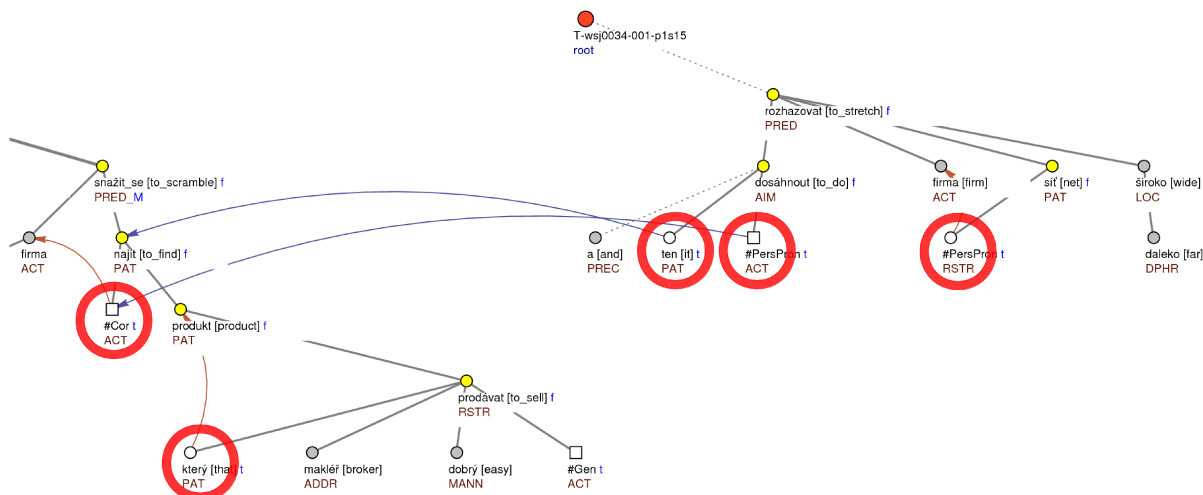 T-wsj0034-001-p1s15
root
rozhazovat [to_stretch] f
PRED
snažit_se [to_scramble] f
PRED_M
dosáhnout [to_do] f
AIM
firma [firm]
ACT
síť [net] f
PAT
široko [wide]
LOC
firma
ACT
najít [to_find] f
PAT
a [and]
PREC
ten [it] t
PAT
#PersPron t
ACT
#PersPron t
RSTR
daleko [far]
DPHR
#Cor t
ACT
produkt [product] f
PAT
prodávat [to_sell] f
RSTR
který [that] t
PAT
makléř [broker]
ADDR
dobrý [easy]
MANN
#Gen t
ACT